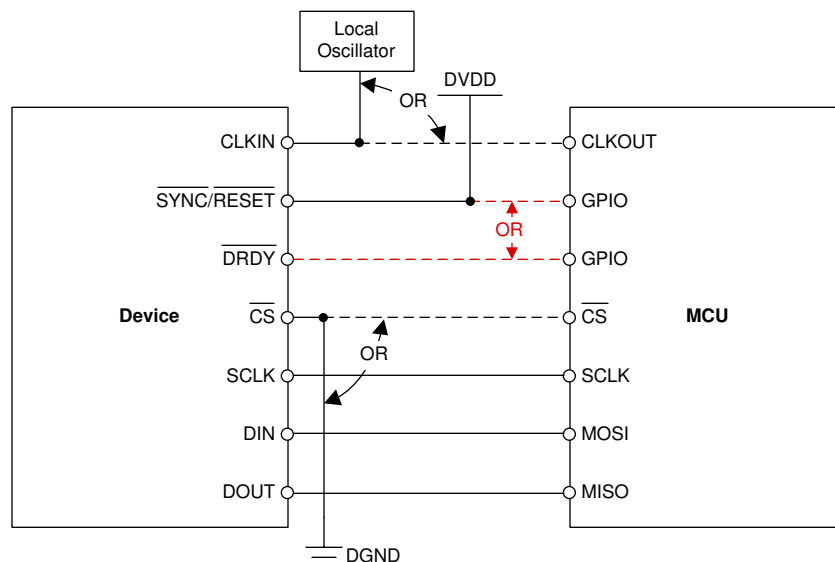 Local
Oscillator
DVDD
OR
CLKIN
CLKOUT
SYNC/RESET
GPIO
OR
DRDY
GPIO
Device
CS
CS
MCU
OR
SCLK
SCLK
DIN
MOSI
DOUT
MISO
DGND